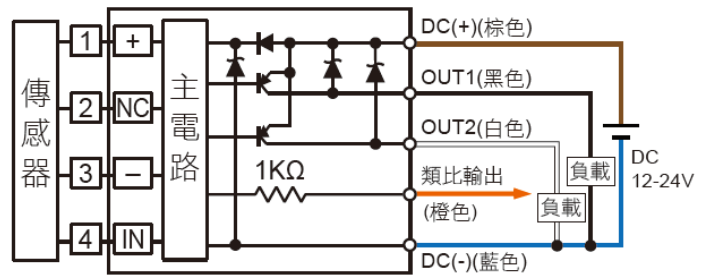 傳感器
1
2
3
4
+
NC
–
IN
主電路
1KΩ
DC(+)(棕色)
OUT1(黑色)
OUT2(白色)
類比輸出
(橙色)
DC(-)(藍色)
負載
負載
DC
12-24V